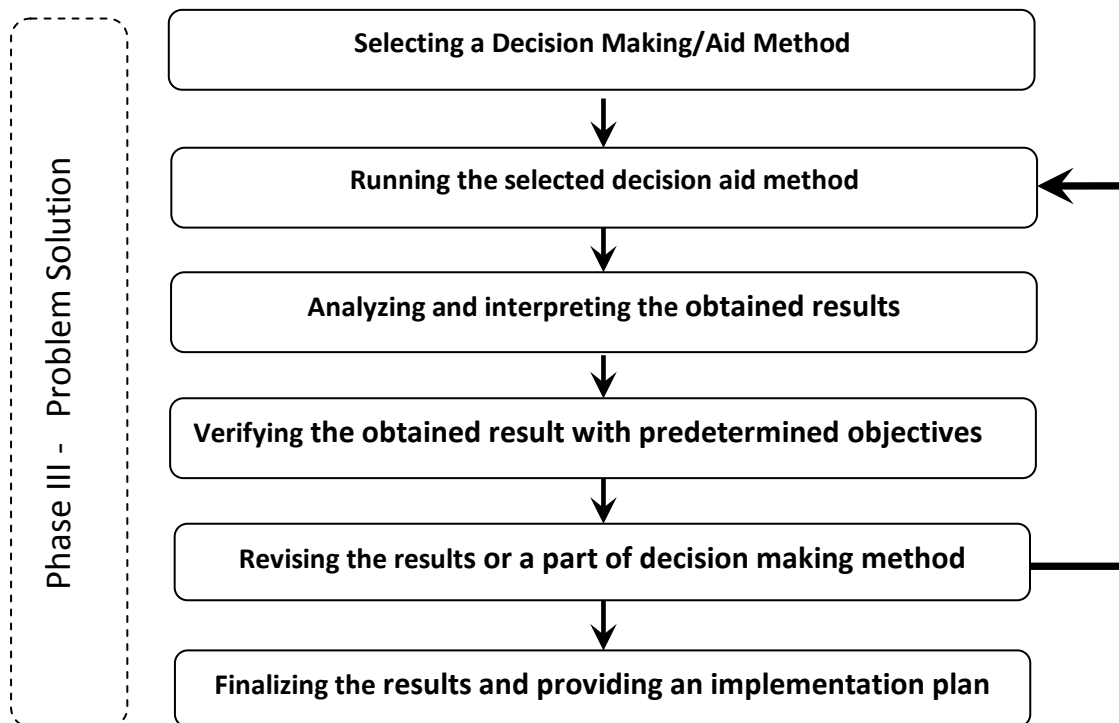 Phase III - Problem Solution
Selecting a Decision Making/Aid Method
Running the selected decision aid method
Analyzing and interpreting the obtained results
Verifying the obtained result with predetermined objectives
Revising the results or a part of decision making method
Finalizing the results and providing an implementation plan